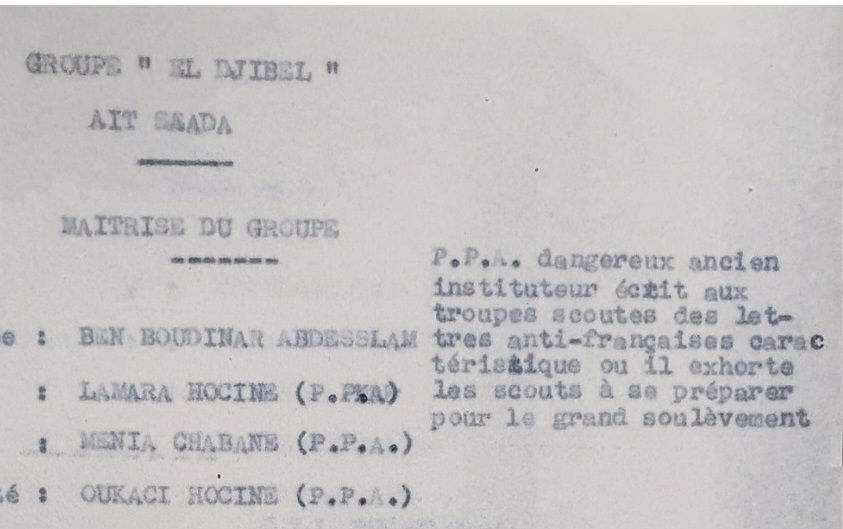 GROUPE " EL DJIBEL "
AIT SAADA
MAITRISE DU GROUPE
e : BEN BOUDINAR ABDESSLAM
: LAMARA HOCINE (P.PKA)
: MENIA CHABANE (P.P.A.)
té : OUKACI HOCINE (P.P.A.)
P.P.A. dangereux ancien
instituteur écrit aux
troupes scoutes des let-
tres anti-françaises carac
téristique ou il exhorte
les scouts à se préparer
pour le grand soulèvement